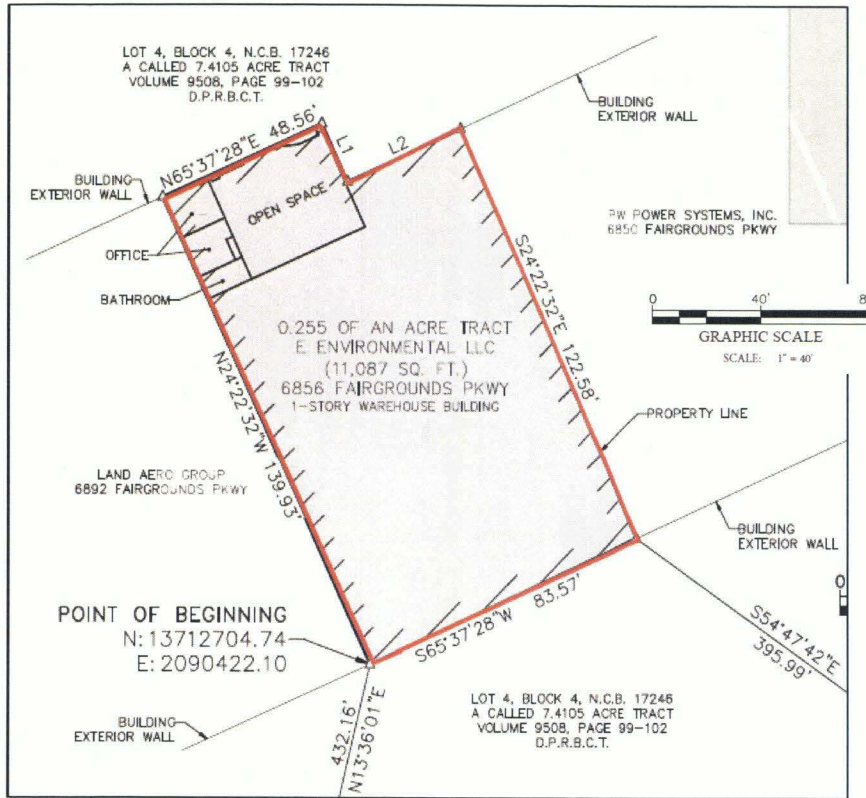 LOT 4, BLOCK 4, N.C.B. 17246
A CALLED 7.4105 ACRE TRACT
VOLUME 9508, PAGE 99-102
D.P.R.B.C.T.
BUILDING
EXTERIOR WALL
N65°37'28"E 48.56'
L1
L2
BUILDING
EXTERIOR WALL
OPEN SPACE
OFFICE
BATHROOM
PW POWER SYSTEMS, INC.
6850 FAIRGROUNDS PKWY
S24°22'32"E 122.58'
0 40' 8
GRAPHIC SCALE
SCALE: 1" = 40'
0.255 OF AN ACRE TRACT
E ENVIRONMENTAL LLC
(11,087 SQ. FT.)
6856 FAIRGROUNDS PKWY
1-STORY WAREHOUSE BUILDING
N24°22'32"W 139.93'
PROPERTY LINE
LAND AERO GROUP
6892 FAIRGROUNDS PKWY
BUILDING
EXTERIOR WALL
0
S65°37'28"W 83.57'
S54°47'42"E
395.99'
POINT OF BEGINNING
N: 13712704.74
E: 2090422.10
BUILDING
EXTERIOR WALL
432.16'
N13°36'01"E
LOT 4, BLOCK 4, N.C.B. 17246
A CALLED 7.4105 ACRE TRACT
VOLUME 9508, PAGE 99-102
D.P.R.B.C.T.